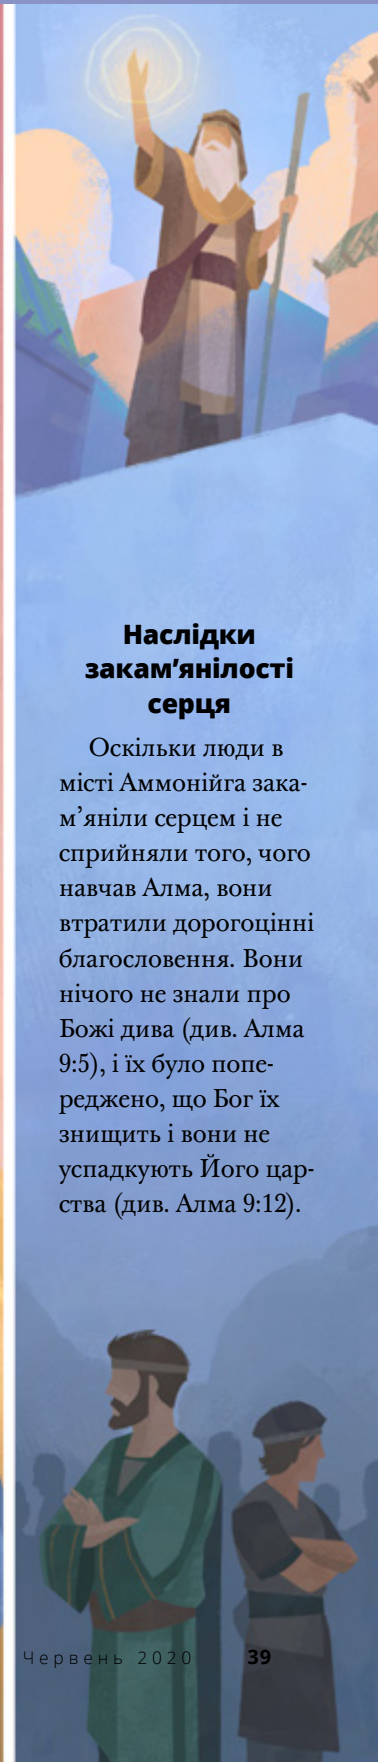 Наслідки
закам’янілості
серця
Оскільки люди в
місті Аммонійга зака-
м’яніли серцем і не
сприйняли того, чого
навчав Алма, вони
втратили дорогоцінні
благословення. Вони
нічого не знали про
Божі дива (див. Алма
9:5), і їх було попе-
реджено, що Бог їх
знищить і вони не
успадкують Його цар-
ства (див. Алма 9:12).
Червень 2020 39